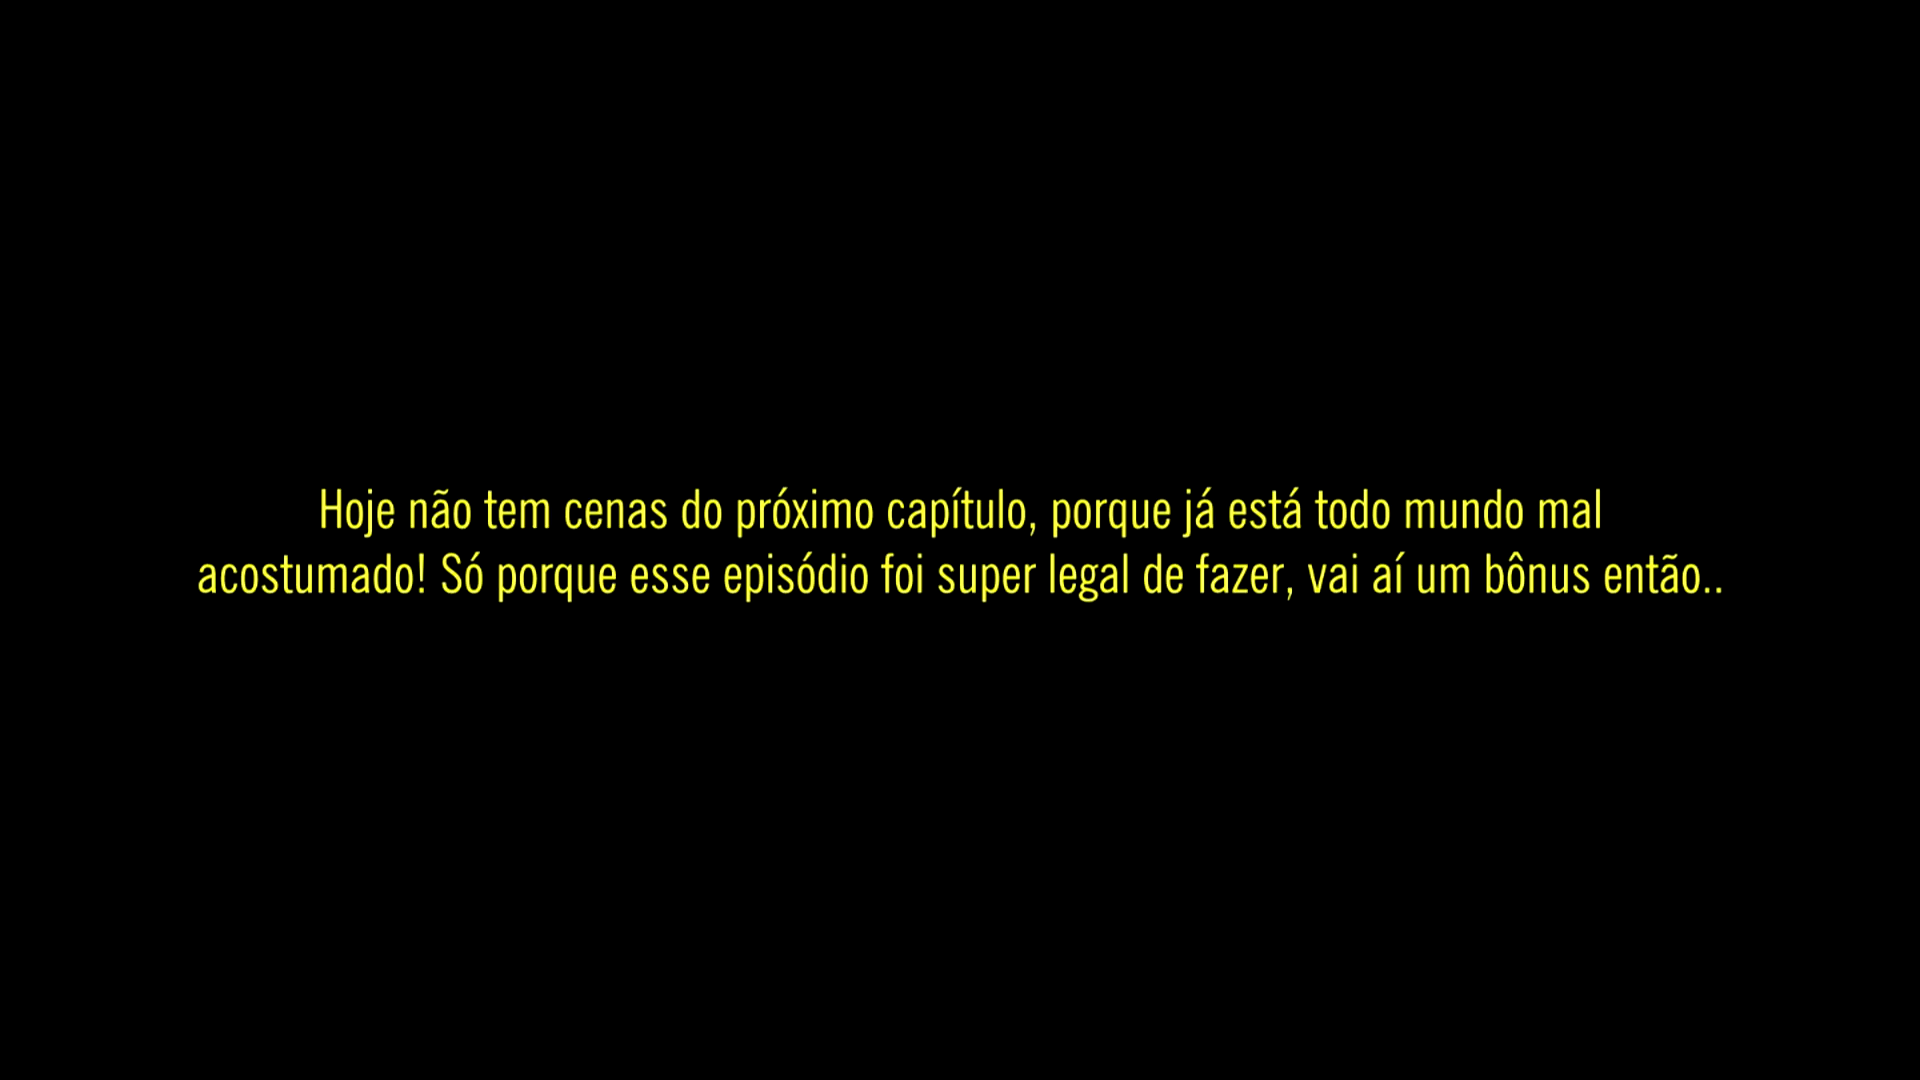 Hoje não tem cenas do próximo capítulo, porque já está todo mundo mal
acostumado! Só porque esse episódio foi super legal de fazer, vai aí um bônus então..